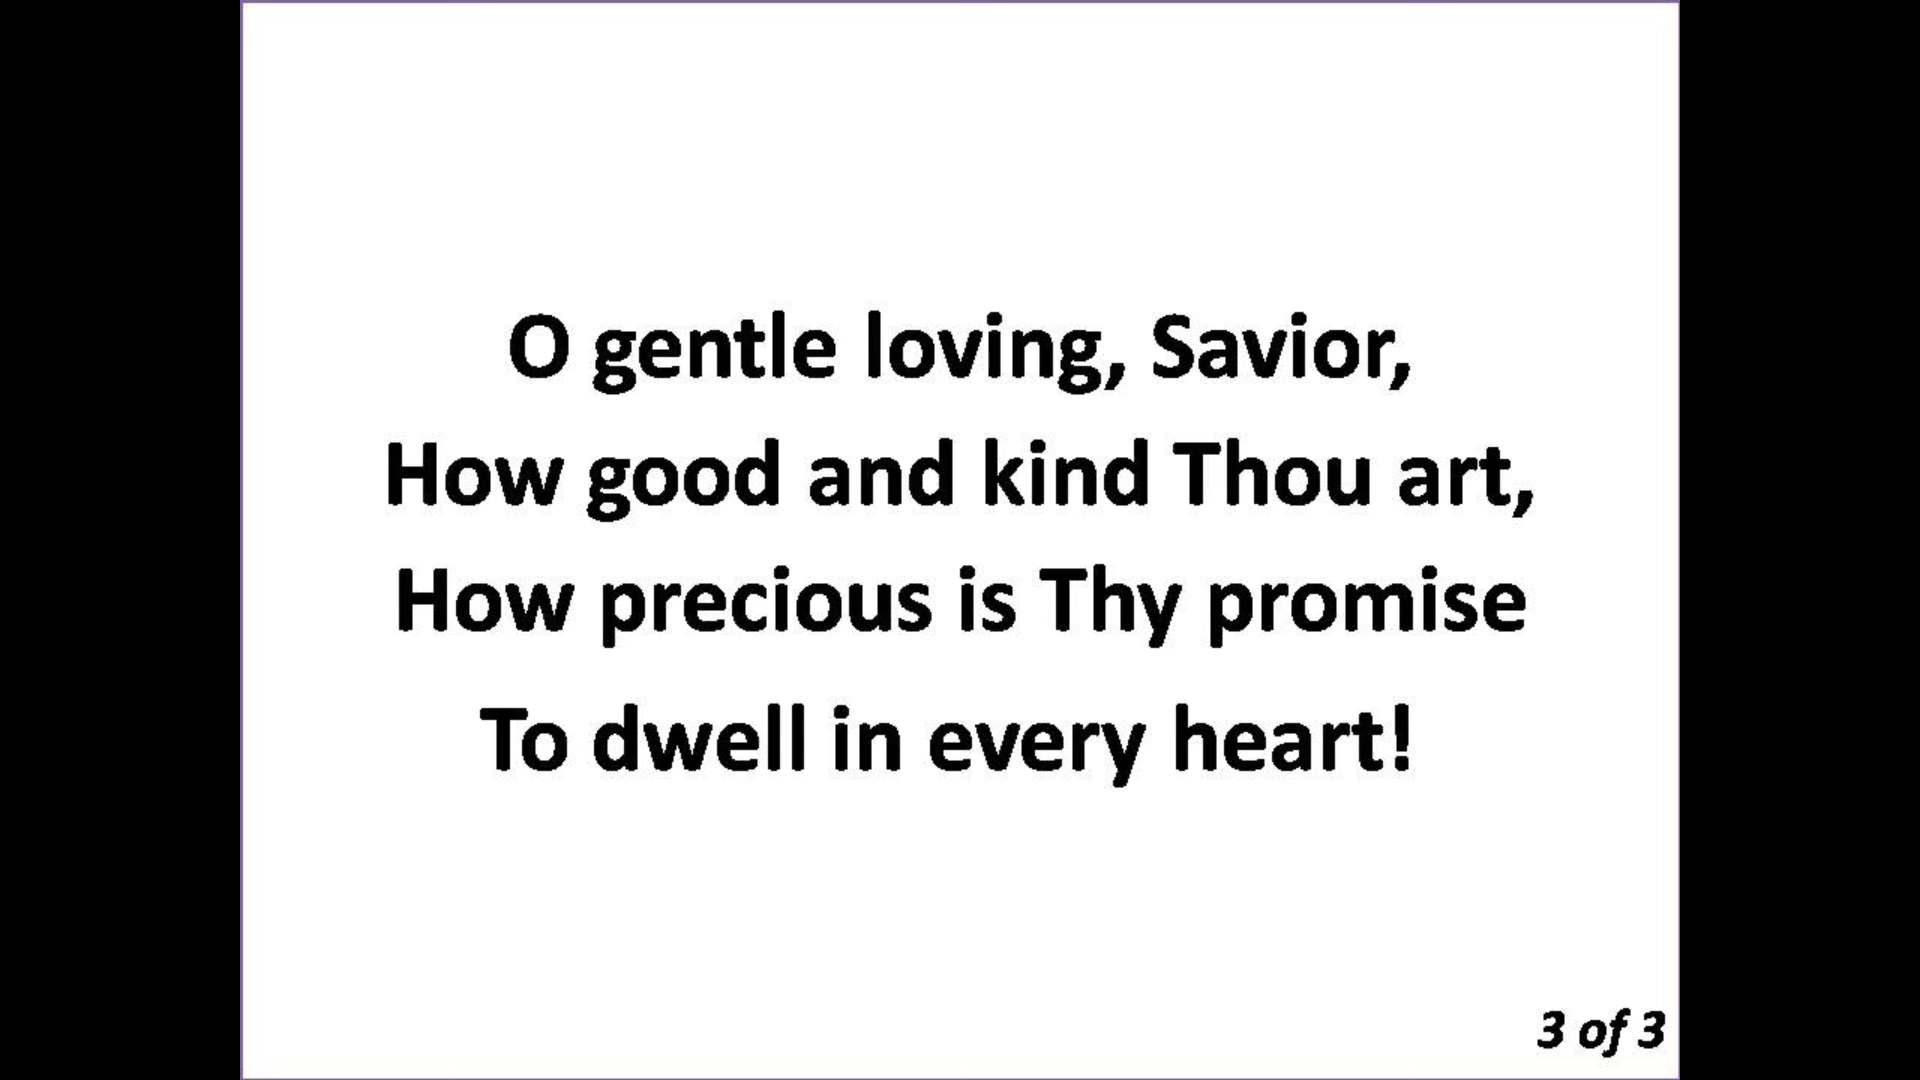 O gentle loving, Savior,
How good and kind Thou art,
How precious is Thy promise
To dwell in every heart!
3 of 3